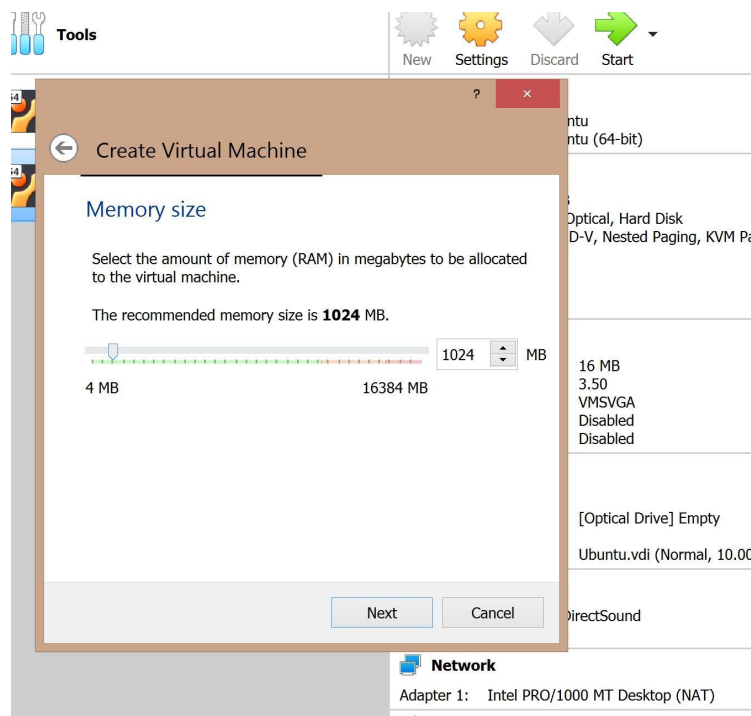 Tools
New Settings Discard Start
64
64
? ×
Create Virtual Machine
Memory size
Select the amount of memory (RAM) in megabytes to be allocated
to the virtual machine.
The recommended memory size is 1024 MB.
1024 MB
4 MB 16384 MB
Next Cancel
ntu
ntu (64-bit)
Optical, Hard Disk
D-V, Nested Paging, KVM Pa
16 MB
3.50
VMSVGA
Disabled
Disabled
[Optical Drive] Empty
Ubuntu.vdi (Normal, 10.00
DirectSound
Network
Adapter 1: Intel PRO/1000 MT Desktop (NAT)